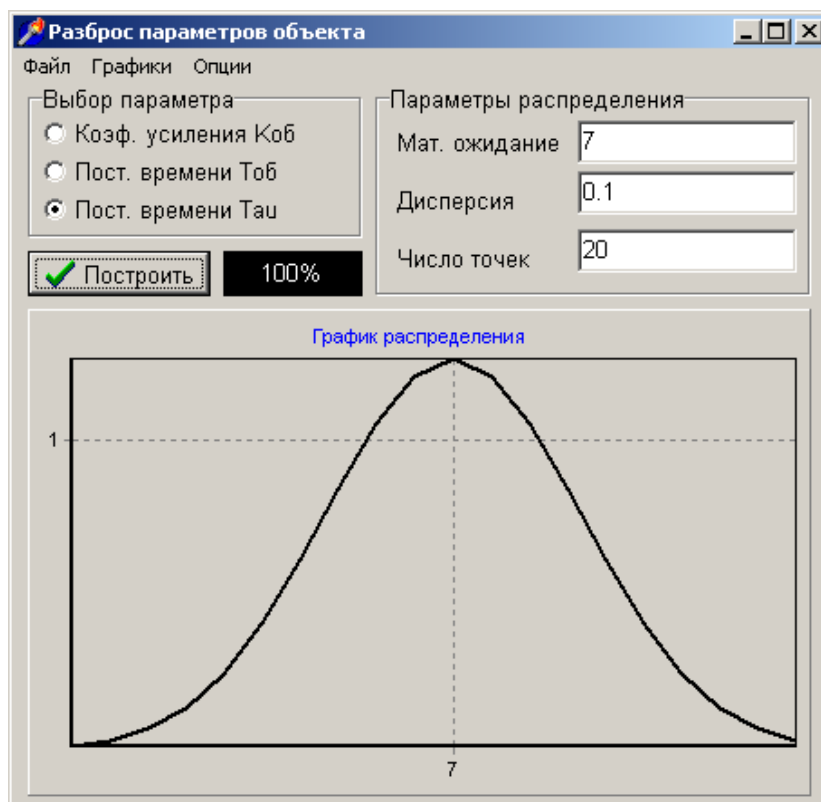 Разброс параметров объекта
Файл Графики Опции
Выбор параметра
Коэф. усиления Коб
Пост. времени Тоб
Пост. времени Tau
Построить
100%
Параметры распределения
Мат. ожидание
7
Дисперсия
0.1
Число точек
20
График распределения
1
7